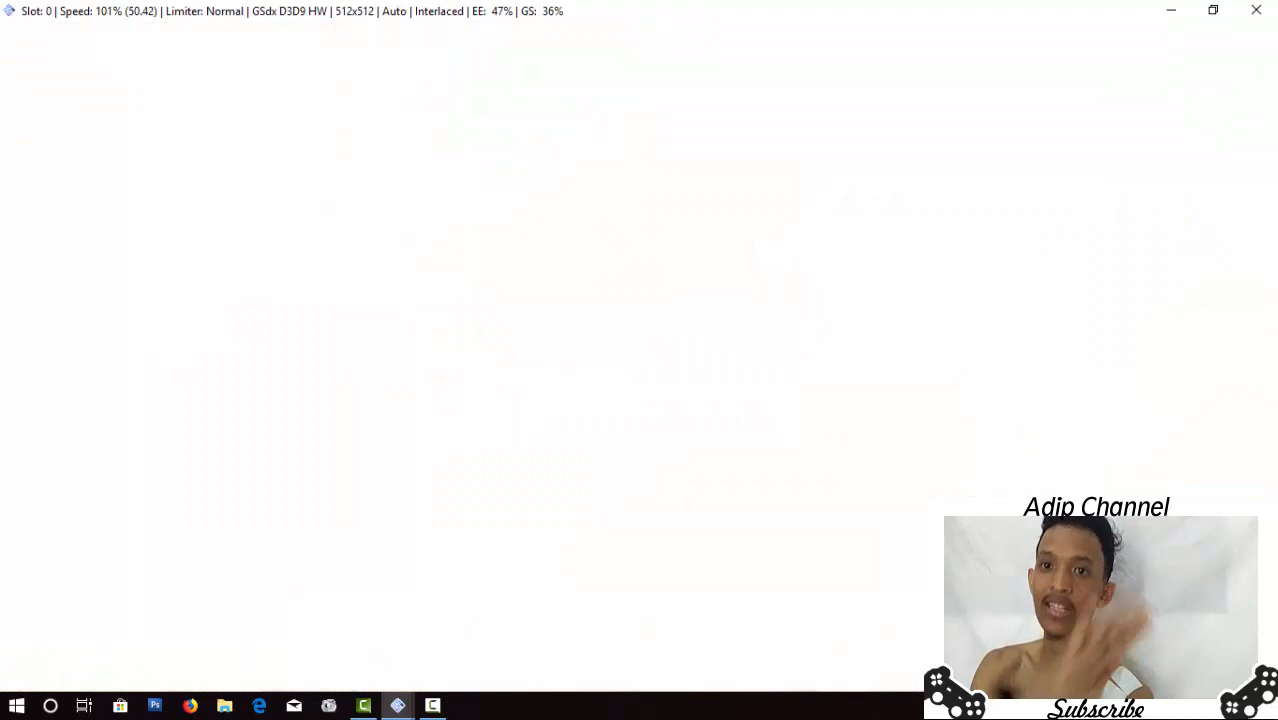 Slot: 0 | Speed: 101% (50.42) | Limiter: Normal | GSdx D3D9 HW | 512x512 | Auto | Interlaced | EE: 47% | GS: 36%
Adip Channel
Ps
Subscribe